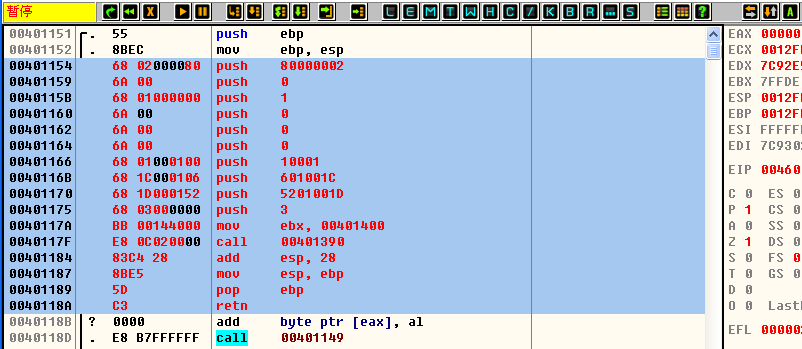 暂停 L E M T W H C / K B R ... S ?  A
00401151 . 55 push ebp
00401152 . 8BEC mov ebp, esp
00401154 68 02000080 push 80000002
00401159 6A 00 push 0
0040115B 68 01000000 push 1
00401160 6A 00 push 0
00401162 6A 00 push 0
00401164 6A 00 push 0
00401166 68 01000100 push 10001
0040116B 68 1C000106 push 601001C
00401170 68 1D000152 push 5201001D
00401175 68 03000000 push 3
0040117A BB 00144000 mov ebx, 00401400
0040117F E8 0C020000 call 00401390
00401184 83C4 28 add esp, 28
00401187 8BE5 mov esp, ebp
00401189 5D pop ebp
0040118A C3 retn
0040118B ? 0000 add byte ptr [eax], al
0040118D . E8 B7FFFFFF call 00401149
EAX 00000
ECX 0012F
EDX 7C92E
EBX 7FFDE
ESP 0012F
EBP 0012F
ESI FFFFF
EDI 7C930
EIP 00460
C 0 ES 0
P 1 CS 0
A 0 SS 0
Z 1 DS 0
S 0 FS 0
T 0 GS 0
D 0
O 0 Last
EFL 00000